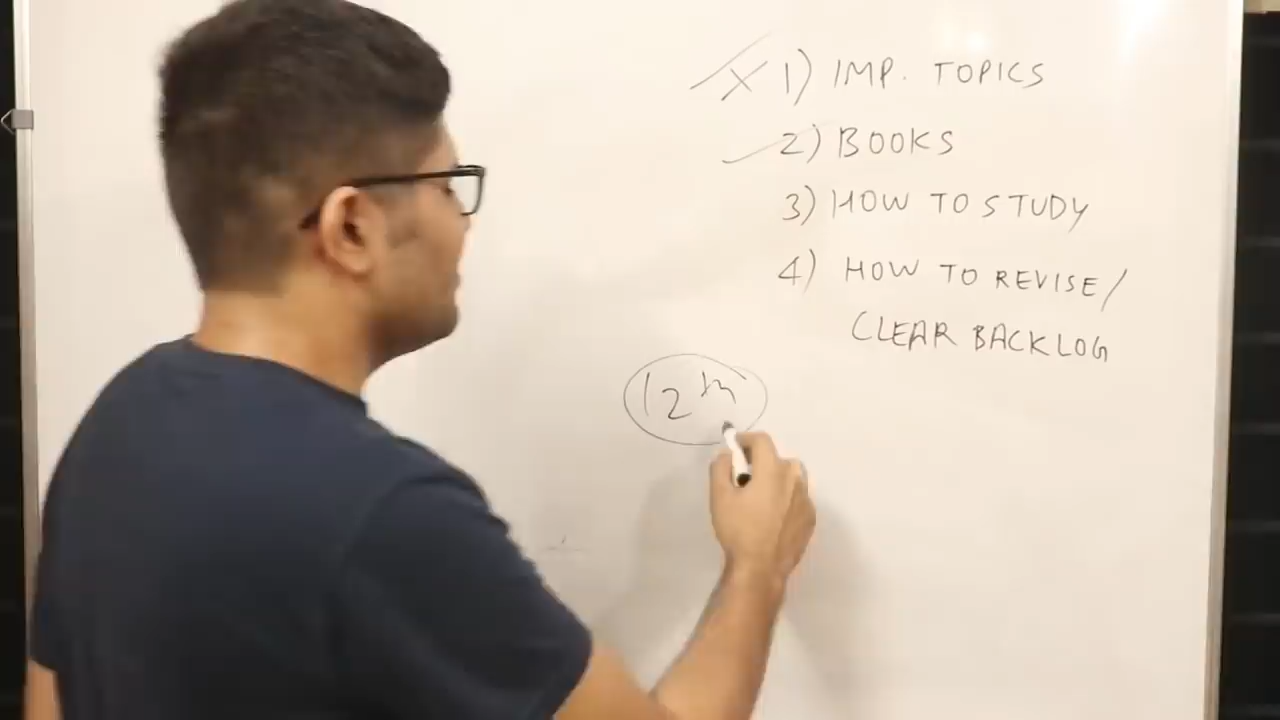 1) IMP. TOPICS
2) BOOKS
3) HOW TO STUDY
4) HOW TO REVISE/
CLEAR BACKLOG
12th